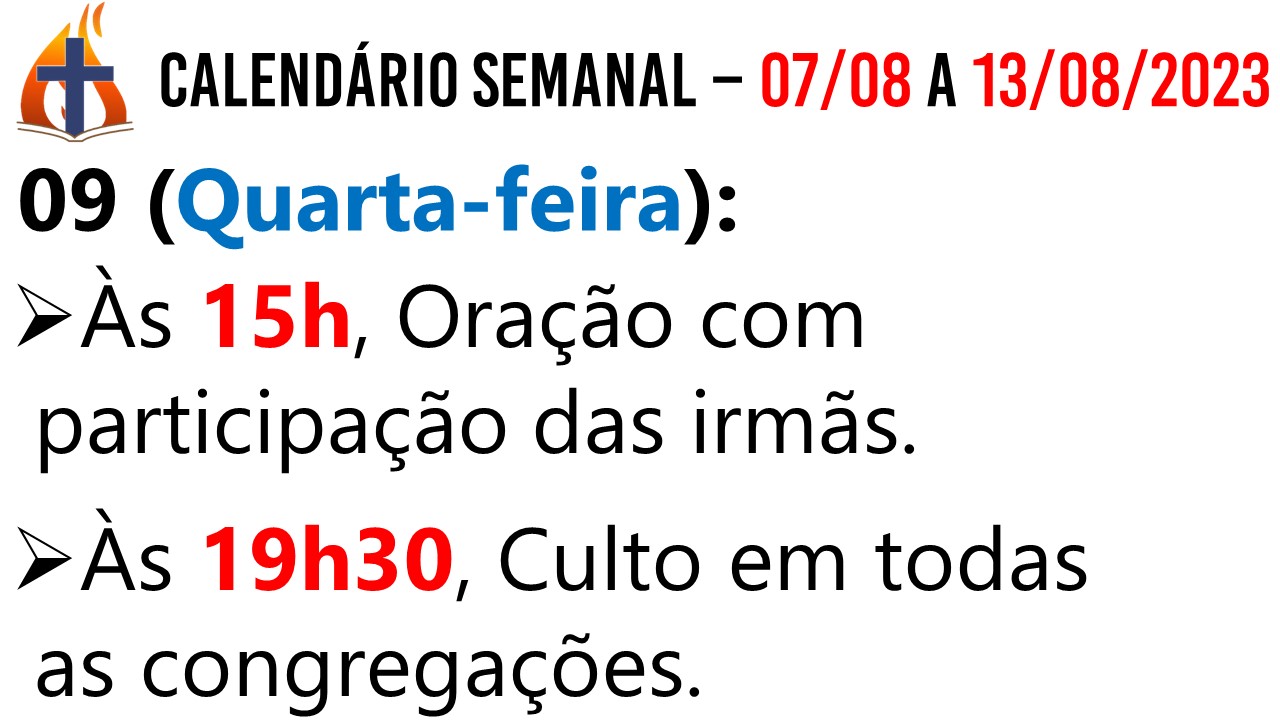 CALENDÁRIO SEMANAL – 07/08 A 13/08/2023
09 (Quarta-feira):
➢Às 15h, Oração com
participação das irmãs.
➢Às 19h30, Culto em todas
as congregações.